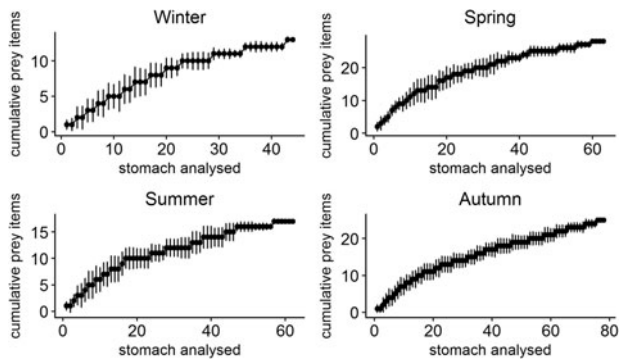 Winter
cumulative prey items
10
5
0
0 10 20 30 40
stomach analysed
Spring
cumulative prey items
20
10
0
0 20 40 60
stomach analysed
Summer
cumulative prey items
15
10
5
0
0 20 40 60
stomach analysed
Autumn
cumulative prey items
20
10
0
0 20 40 60 80
stomach analysed